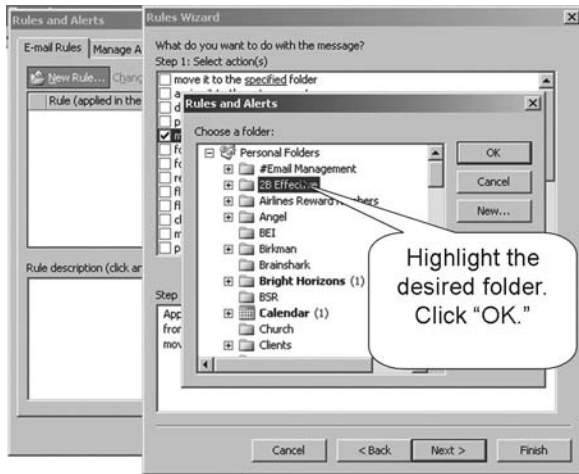 Rules and Alerts
E-mail Rules Manage A
New Rule... Chang
Rule (applied in the
Rule description (click ar
Rules Wizard
What do you want to do with the message?
Step 1: Select action(s)
move it to the specified folder
Rules and Alerts
Choose a folder:
Personal Folders
#Email Management
2B Effective
Airlines Reward Numbers
Angel
BEI
Birkman
Brainshark
Bright Horizons (1)
BSR
Calendar (1)
Church
Clients
OK
Cancel
New...
Highlight the
desired folder.
Click “OK.”
Step
App
fror
mov
Cancel < Back Next > Finish